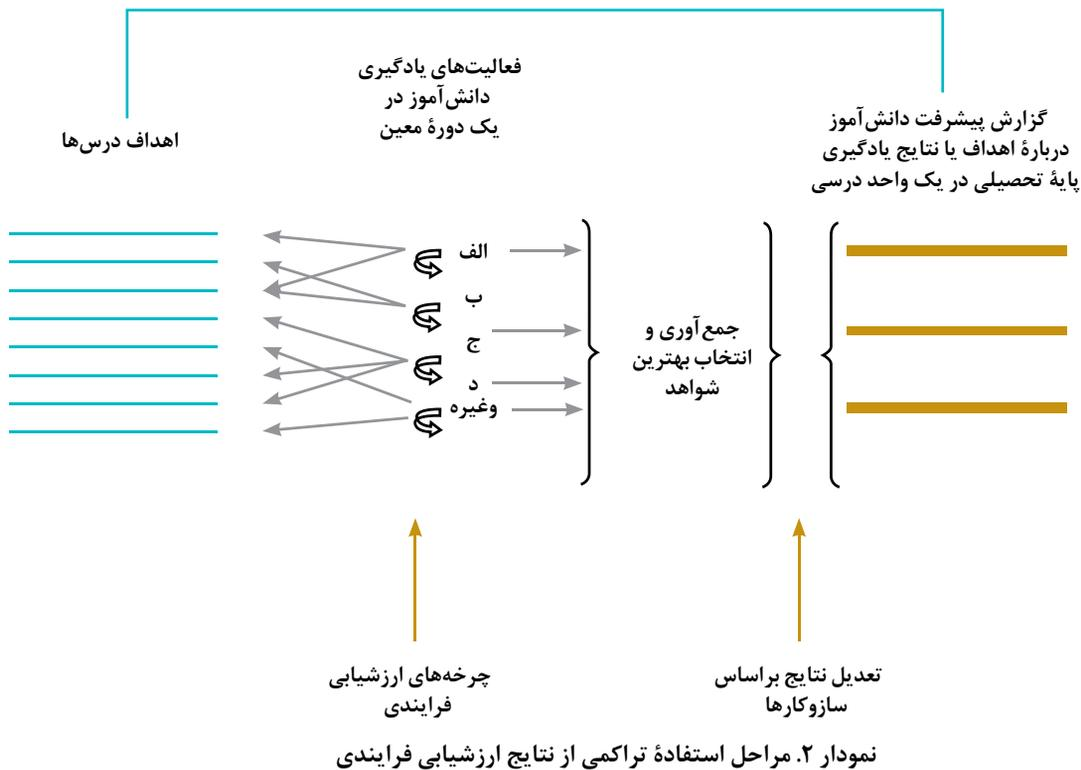 فعالیت‌های یادگیری
دانش‌آموز در
یک دورهٔ معین
گزارش پیشرفت دانش‌آموز
دربارهٔ اهداف یا نتایج یادگیری
پایهٔ تحصیلی در یک واحد درسی
اهداف درس‌ها
الف
ب
ج
د
وغیره
جمع‌آوری و
انتخاب بهترین
شواهد
تعدیل نتایج براساس
سازوکارها
چرخه‌های ارزشیابی
فرایندی
نمودار ۲. مراحل استفادهٔ تراکمی از نتایج ارزشیابی فرایندی